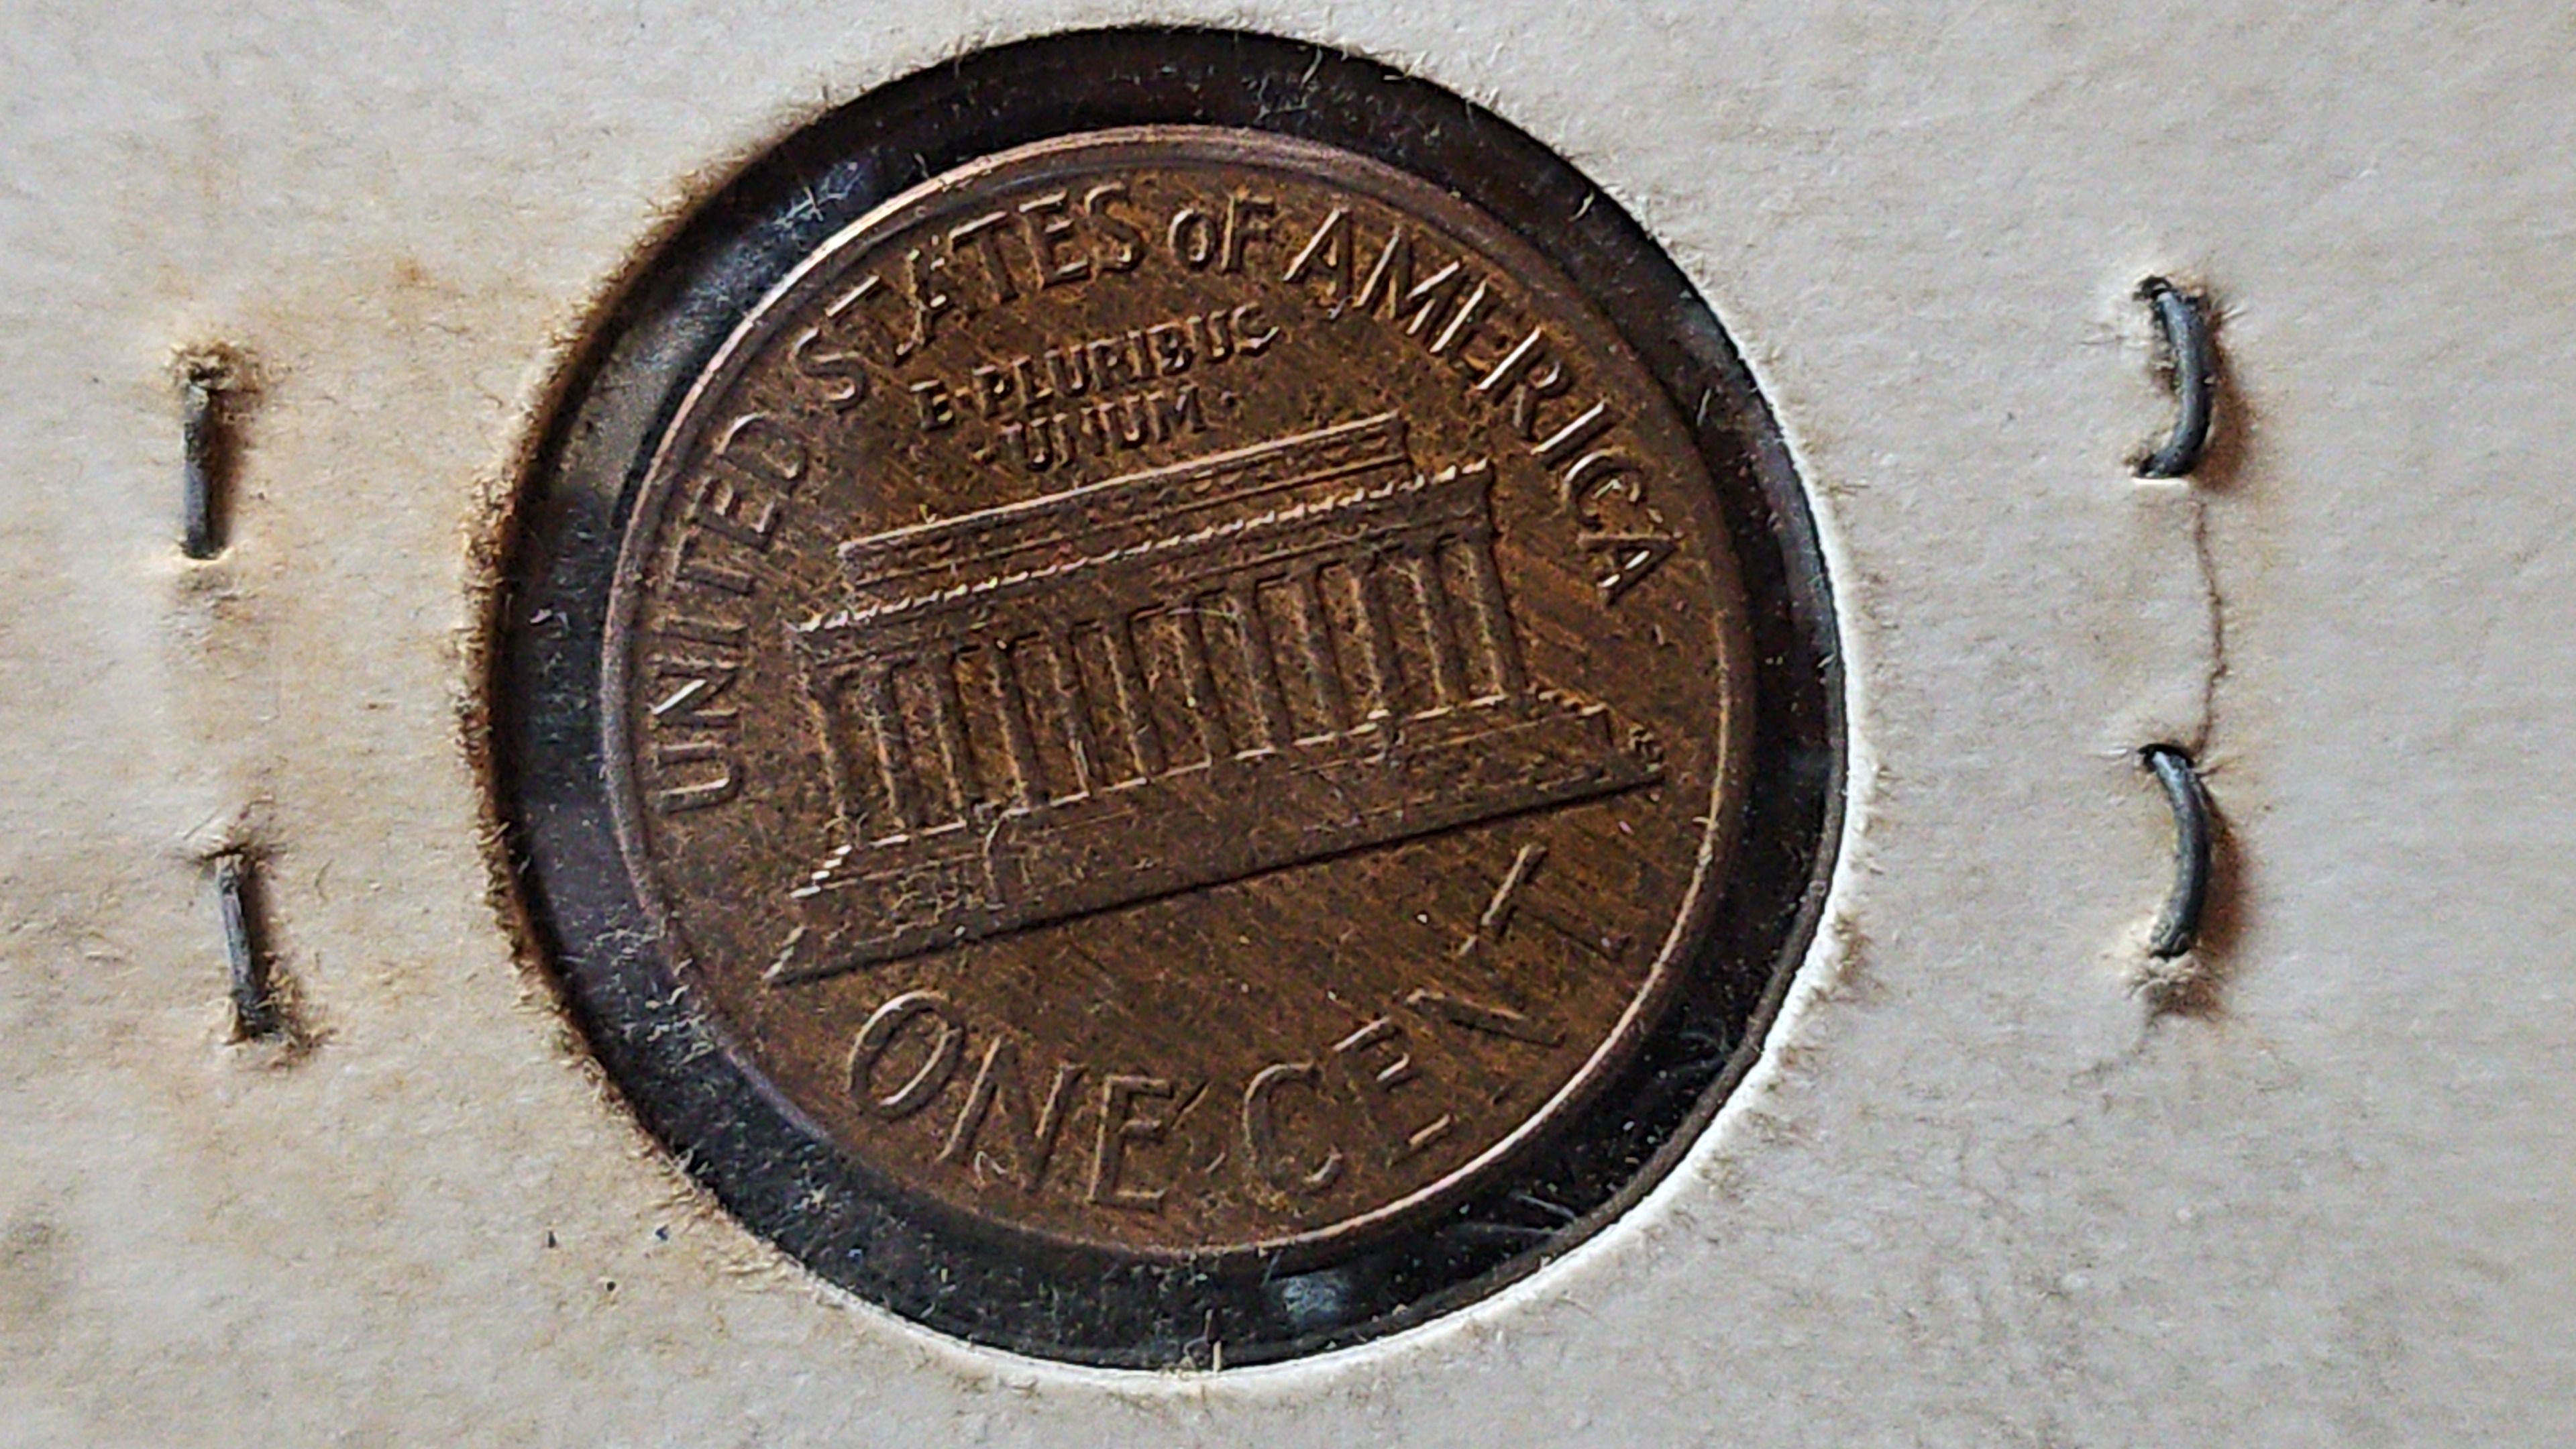 UNITED STATES OF AMERICA
E·PLURIBUS
·UNUM·
ONE CENT